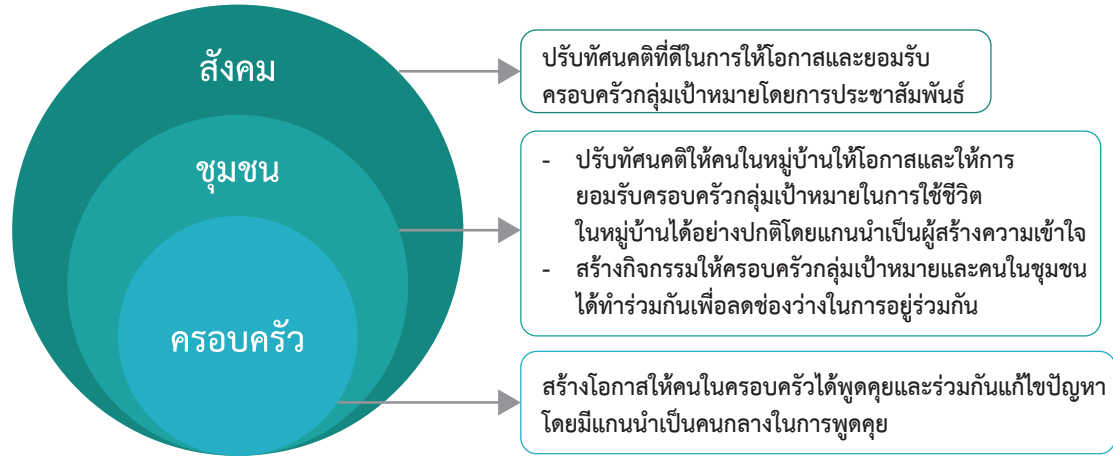 สังคม
ปรับทัศนคติที่ดีในการให้โอกาสและยอมรับ
ครอบครัวกลุ่มเป้าหมายโดยการประชาสัมพันธ์
ชุมชน
- ปรับทัศนคติให้คนในหมู่บ้านให้โอกาสและให้การ
ยอมรับครอบครัวกลุ่มเป้าหมายในการใช้ชีวิต
ในหมู่บ้านได้อย่างปกติโดยแกนนำเป็นผู้สร้างความเข้าใจ
- สร้างกิจกรรมให้ครอบครัวกลุ่มเป้าหมายและคนในชุมชน
ได้ทำร่วมกันเพื่อลดช่องว่างในการอยู่ร่วมกัน
ครอบครัว
สร้างโอกาสให้คนในครอบครัวได้พูดคุยและร่วมกันแก้ไขปัญหา
โดยมีแกนนำเป็นคนกลางในการพูดคุย